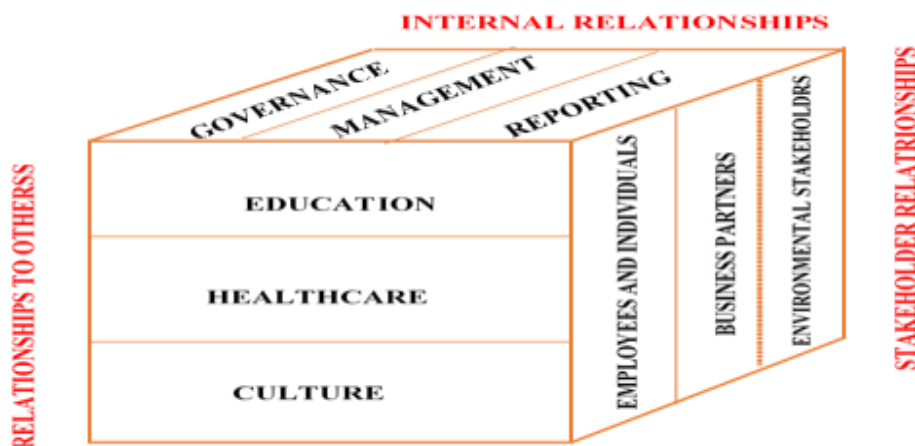 INTERNAL RELATIONSHIPS
GOVERNANCE
MANAGEMENT
REPORTING
RELATIONSHIPS TO OTHERSS
EDUCATION
HEALTHCARE
CULTURE
EMPLOYEES AND INDIVIDUALS
BUSINESS PARTNERS
ENVIRONMENTAL STAKEHOLDRS
STAKEHOLDER RELATRIONSHIPS